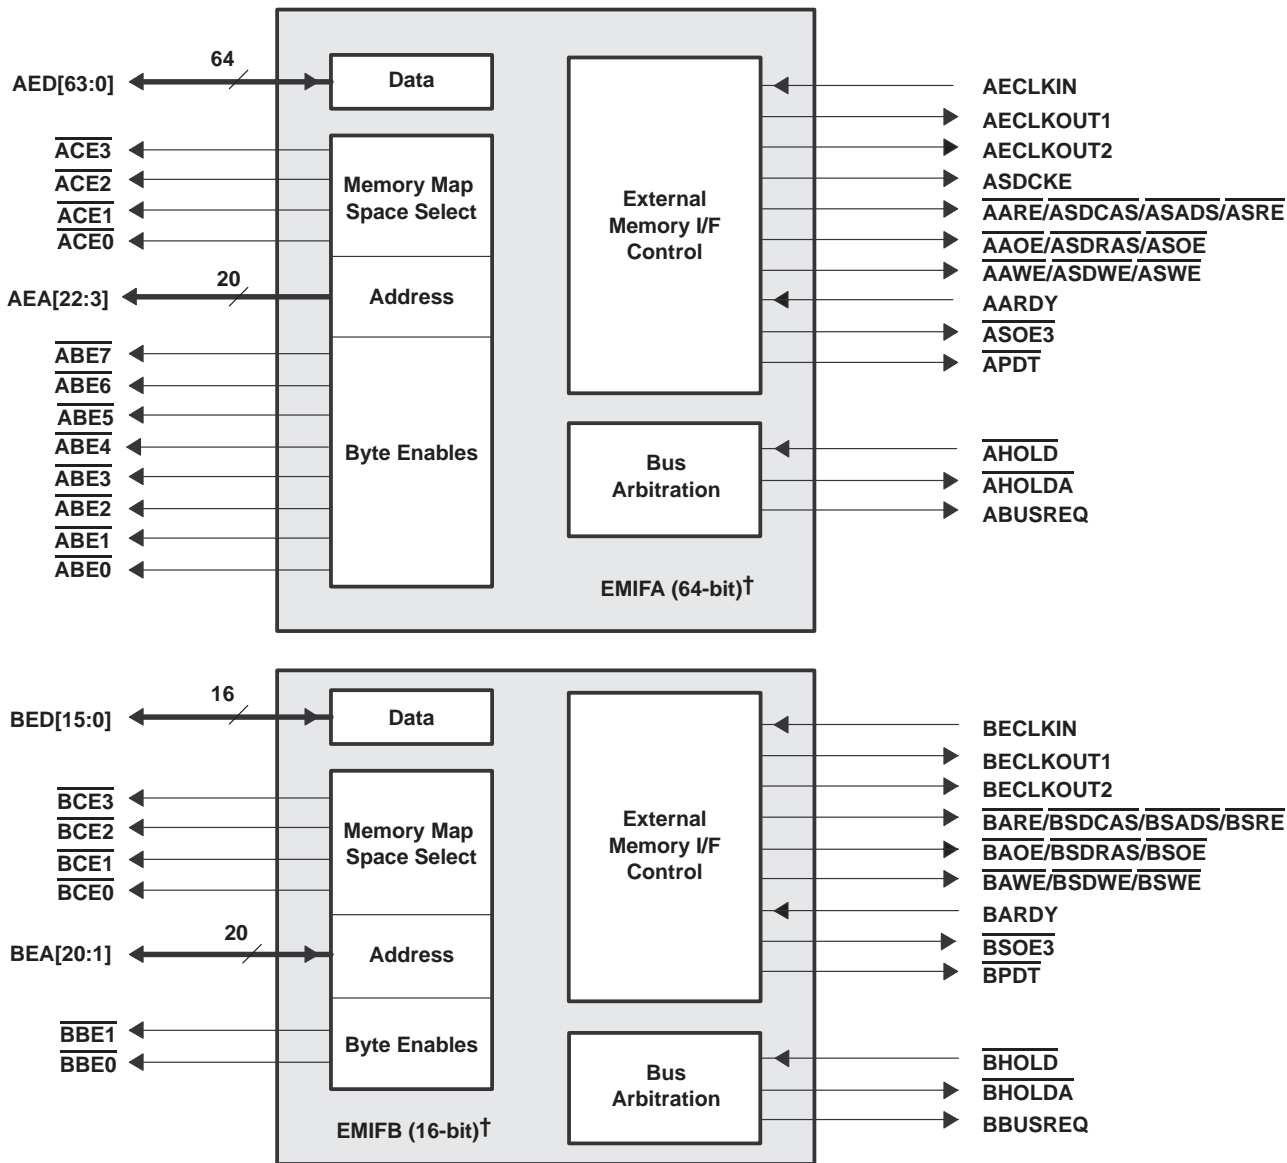 64
AED[63:0]
Data
ACE3
ACE2
ACE1
ACE0
Memory Map
Space Select
20
AEA[22:3]
Address
ABE7
ABE6
ABE5
ABE4
ABE3
ABE2
ABE1
ABE0
Byte Enables
External
Memory I/F
Control
AECLKIN
AECLKOUT1
AECLKOUT2
ASDCKE
AARE/ASDCAS/ASADS/ASRE
AAOE/ASDRAS/ASOE
AAWE/ASDWE/ASWE
AARDY
ASOE3
APDT
Bus
Arbitration
AHOLD
AHOLDA
ABUSREQ
EMIFA (64-bit)†
16
BED[15:0]
Data
BCE3
BCE2
BCE1
BCE0
Memory Map
Space Select
20
BEA[20:1]
Address
BBE1
BBE0
Byte Enables
External
Memory I/F
Control
BECLKIN
BECLKOUT1
BECLKOUT2
BARE/BSDCAS/BSADS/BSRE
BAOE/BSDRAS/BSOE
BAWE/BSDWE/BSWE
BARDY
BSOE3
BPDT
Bus
Arbitration
BHOLD
BHOLDA
BBUSREQ
EMIFB (16-bit)†